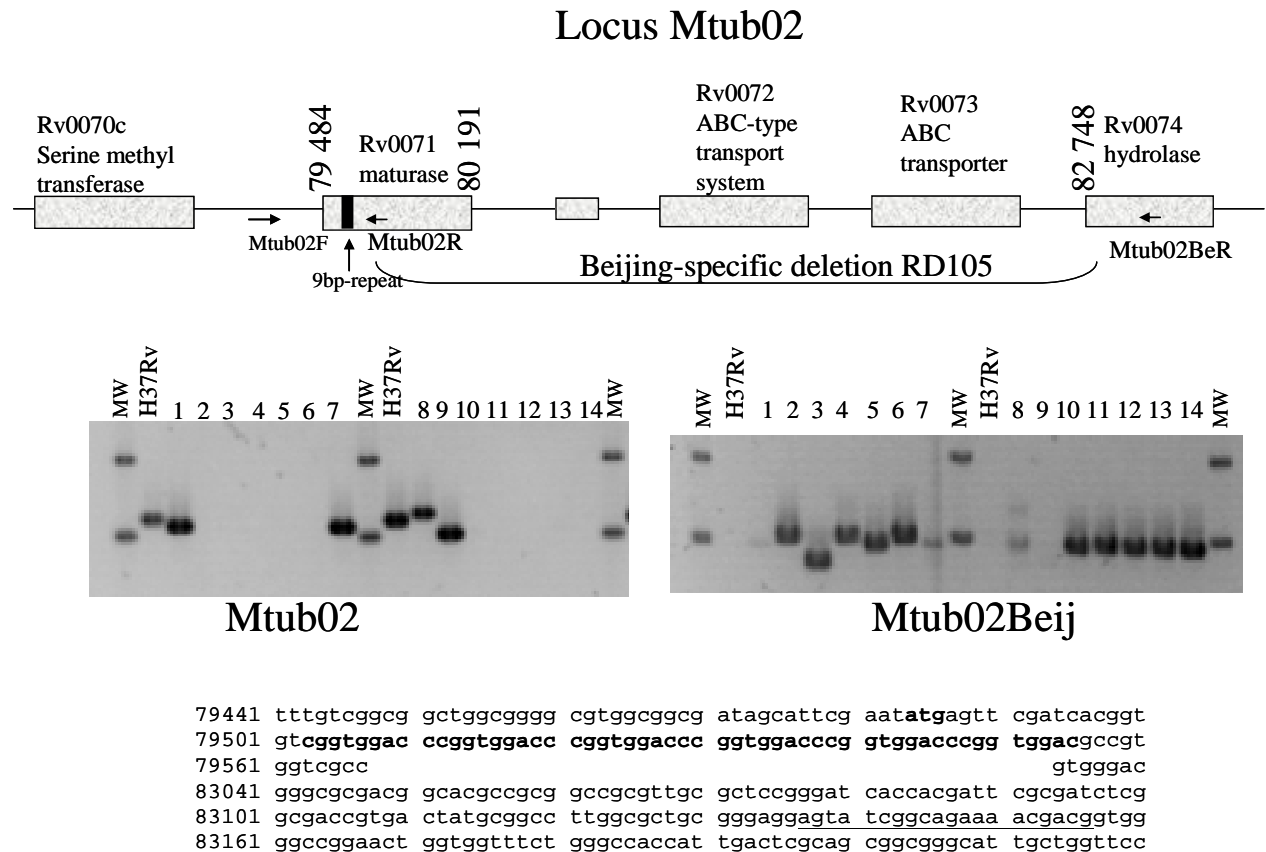 Locus Mtub02
Rv0070c
Serine methyl
transferase
79 484
Rv0071
maturase
80 191
Rv0072
ABC-type
transport
system
Rv0073
ABC
transporter
82 748
Rv0074
hydrolase
Mtub02F
Mtub02R
Mtub02BeR
9bp-repeat
Beijing-specific deletion RD105
MW H37Rv 1 2 3 4 5 6 7 MW H37Rv 8 9 10 11 12 13 14 MW
MW H37Rv 1 2 3 4 5 6 7 MW H37Rv 8 9 10 11 12 13 14 MW
Mtub02
Mtub02Beij
79441 tttgtcggcg gctggcgggg cgtggcggcg atagcattcg aatatgagtt cgatcacggt
79501 gtcggtggac ccggtggacc cggtggaccc ggtggacccg gtggacccgg tggacgccgt
79561 ggtcgcc gtgggac
83041 gggcgcgacg ggcacgccgcg gccgcgttgc gctccgggat caccacgatt cgcgatctcg
83101 gcgaccgtga ctatgcggcc ttggcgctgc gggaggagta tcggcagaaa acgacggtgg
83161 ggccggaact ggtggtttct gggccaccat tgactcgcag cggcgggcat tgctggttcc